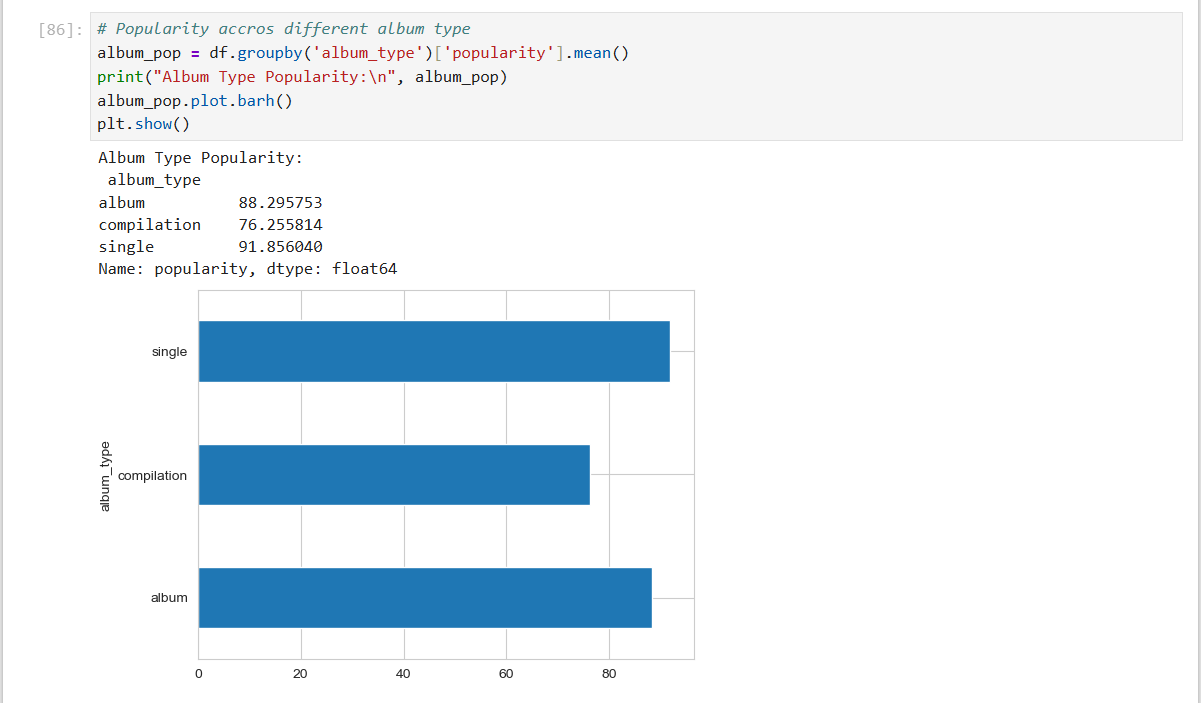 [86]:
# Popularity accros different album type
album_pop = df.groupby('album_type')['popularity'].mean()
print("Album Type Popularity:\n", album_pop)
album_pop.plot.barh()
plt.show()
Album Type Popularity:
 album_type
album          88.295753
compilation    76.255814
single         91.856040
Name: popularity, dtype: float64
single
compilation
album
album_type
0 20 40 60 80